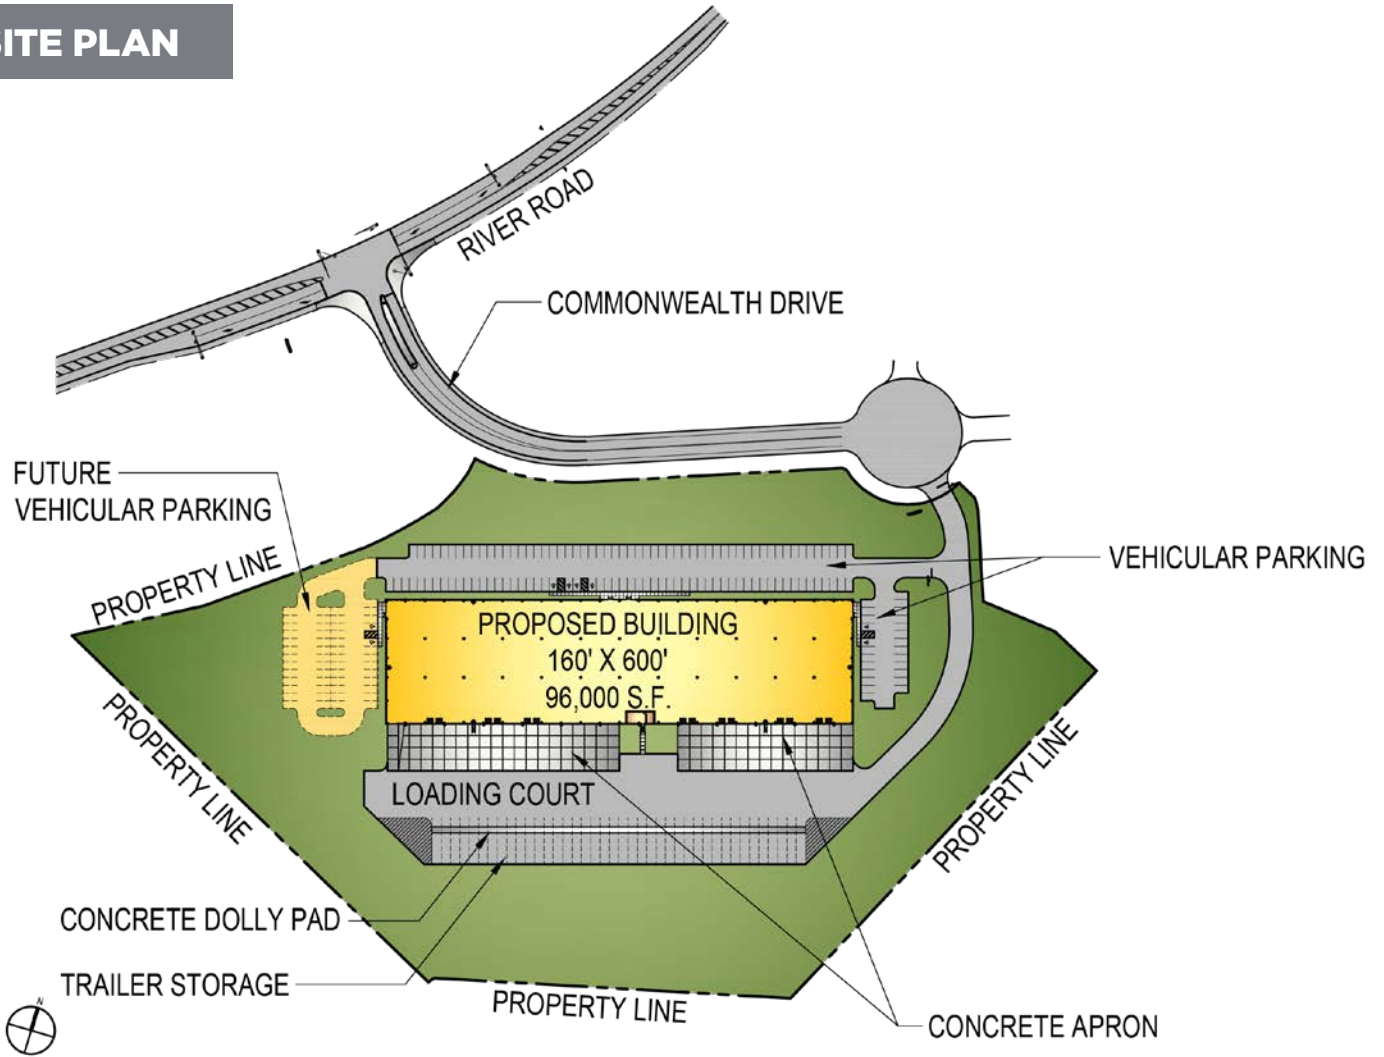 SITE PLAN
RIVER ROAD
COMMONWEALTH DRIVE
FUTURE
VEHICULAR PARKING
PROPERTY LINE
VEHICULAR PARKING
PROPOSED BUILDING
160' X 600'
96,000 S.F.
PROPERTY LINE
PROPERTY LINE
LOADING COURT
CONCRETE DOLLY PAD
TRAILER STORAGE
PROPERTY LINE
CONCRETE APRON
N